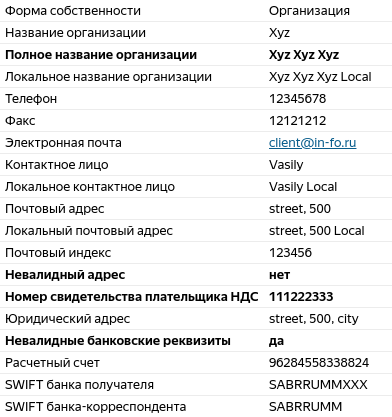 Форма собственности Организация
Название организации Xyz
Полное название организации Xyz Xyz Xyz
Локальное название организации Xyz Xyz Xyz Local
Телефон 12345678
Факс 12121212
Электронная почта client@in-fo.ru
Контактное лицо Vasily
Локальное контактное лицо Vasily Local
Почтовый адрес street, 500
Локальный почтовый адрес street, 500 Local
Почтовый индекс 123456
Невалидный адрес нет
Номер свидетельства плательщика НДС 111222333
Юридический адрес street, 500, city
Невалидные банковские реквизиты да
Расчетный счет 96284558338824
SWIFT банка получателя SABRRUMMXXX
SWIFT банка-корреспондента SABRRUMM